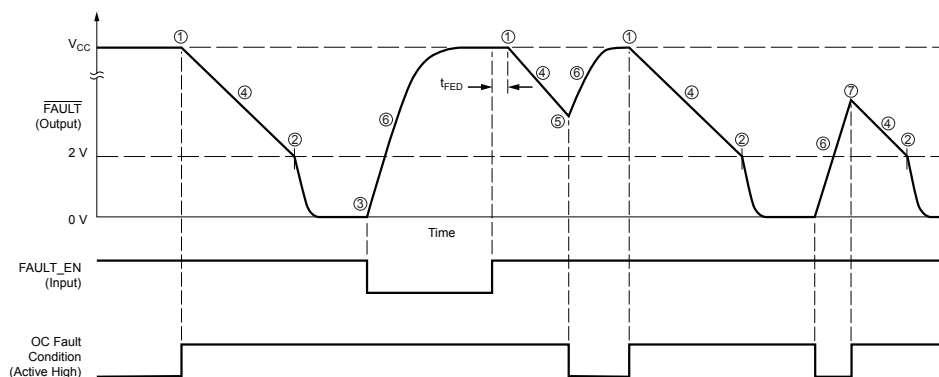 ① ① ① ⑦
V_CC
④ ④ ⑥ ④ ④
t_FED
⑥
F̅A̅U̅L̅T̅
(Output)
⑤
2 V
② ② ⑥ ②
③
0 V
Time
FAULT_EN
(Input)
OC Fault
Condition
(Active High)